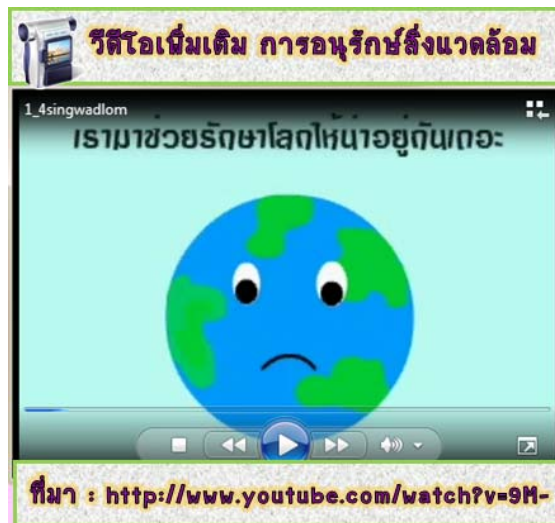 วีดีโอเพิ่มเติม การอนุรักษ์สิ่งแวดล้อม
1_4singwadlom
เรามาช่วยรักษาโลกให้น่าอยู่กันเถอะ
ที่มา : http://www.youtube.com/watch?v=9M-